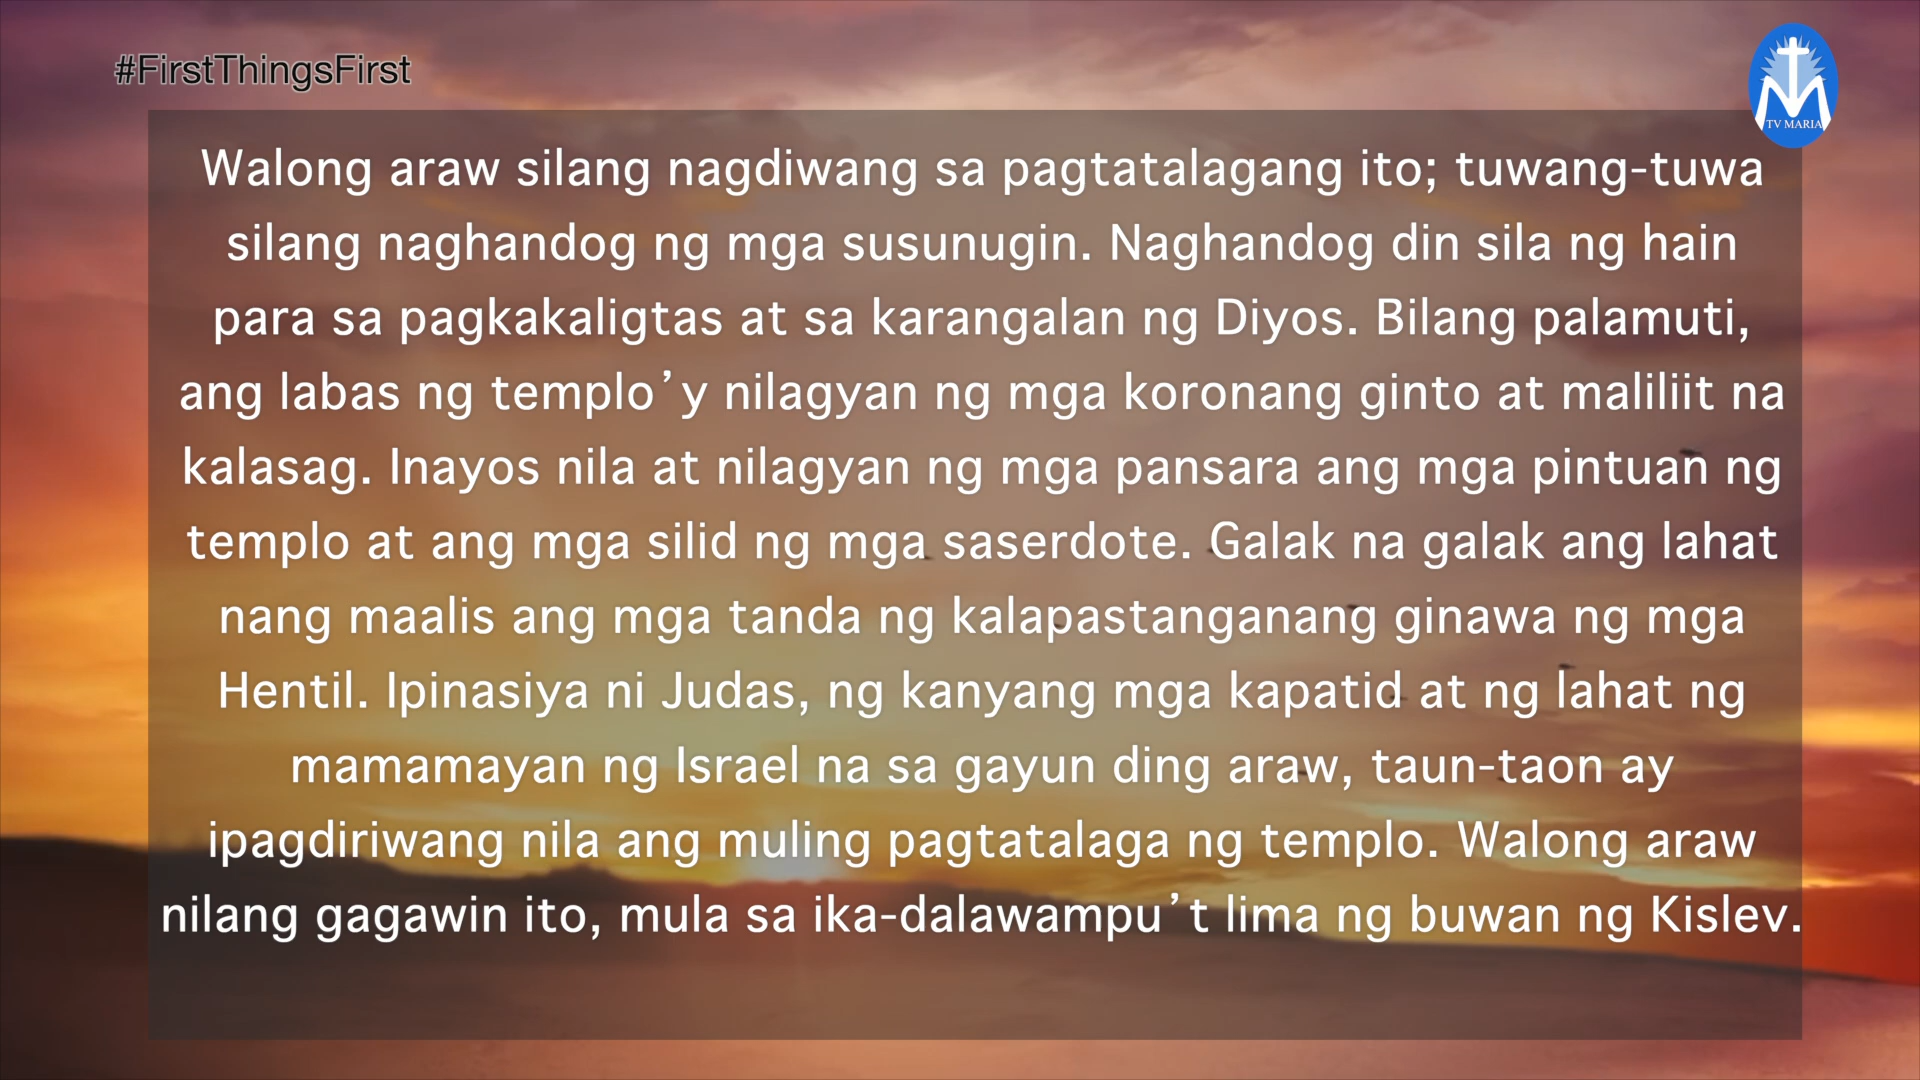 #FirstThingsFirst
TV MARIA
Walong araw silang nagdiwang sa pagtatalagang ito; tuwang-tuwa
silang naghandog ng mga susunugin. Naghandog din sila ng hain
para sa pagkakaligtas at sa karangalan ng Diyos. Bilang palamuti,
ang labas ng templo’y nilagyan ng mga koronang ginto at maliliit na
kalasag. Inayos nila at nilagyan ng mga pansara ang mga pintuan ng
templo at ang mga silid ng mga saserdote. Galak na galak ang lahat
nang maalis ang mga tanda ng kalapastanganang ginawa ng mga
Hentil. Ipinasiya ni Judas, ng kanyang mga kapatid at ng lahat ng
mamamayan ng Israel na sa gayun ding araw, taun-taon ay
ipagdiriwang nila ang muling pagtatalaga ng templo. Walong araw
nilang gagawin ito, mula sa ika-dalawampu’t lima ng buwan ng Kislev.